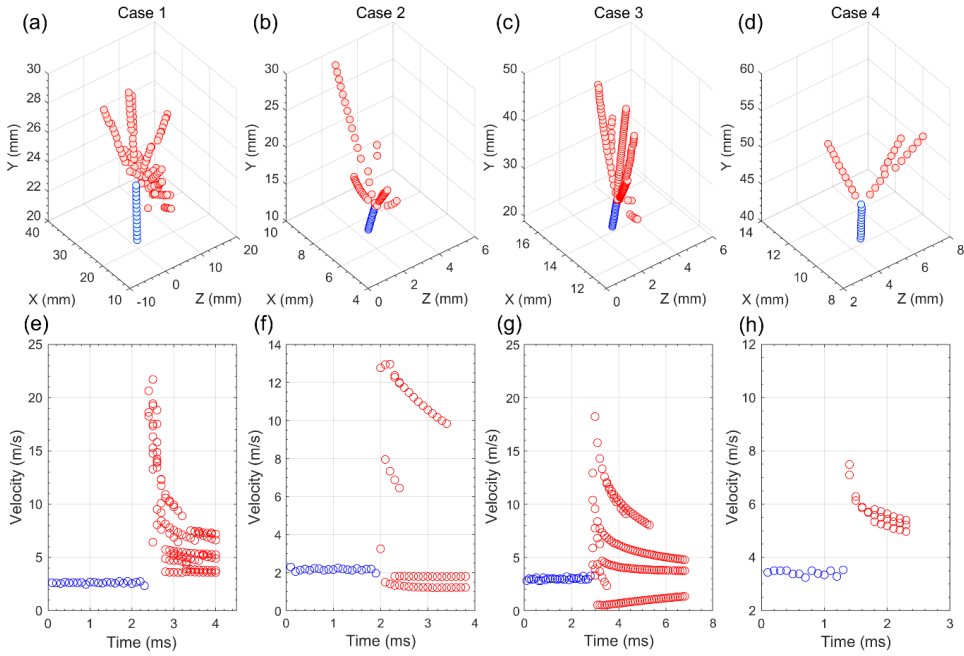 (a) Case 1
(b) Case 2
(c) Case 3
(d) Case 4
30
28
26
24
22
20
Y (mm)
40
30
20
10
X (mm)
-10
0
10
20
Z (mm)
30
25
20
15
10
Y (mm)
10
8
6
4
X (mm)
0
2
4
6
Z (mm)
50
40
30
20
Y (mm)
16
14
12
X (mm)
0
2
4
6
Z (mm)
60
55
50
45
40
Y (mm)
14
12
10
8
X (mm)
2
4
6
8
Z (mm)
(e)
25
20
15
10
5
0
Velocity (m/s)
0 1 2 3 4
Time (ms)
(f)
14
12
10
8
6
4
2
0
Velocity (m/s)
0 1 2 3 4
Time (ms)
(g)
25
20
15
10
5
0
Velocity (m/s)
0 2 4 6 8
Time (ms)
(h)
12
10
8
6
4
2
Velocity (m/s)
0 1 2 3
Time (ms)